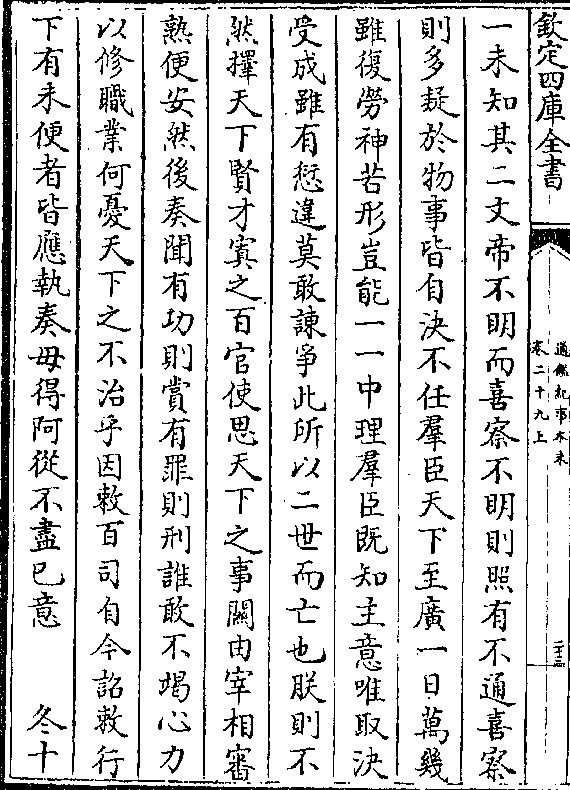 欽定四庫全書
通鑑紀事本末
卷二十九上
二十三
一未知其二文帝不明而喜察不明則照有不通喜察
則多疑於物事皆自決不任羣臣天下至廣一日萬幾
雖復勞神苦形豈能一一中理羣臣既知主意唯取決
受成雖有愆違莫敢諫爭此所以二世而亡也朕則不
然擇天下賢才寘之百官使思天下之事關由宰相審
熟便安然後奏聞有功則賞有罪則刑誰敢不竭心力
以修職業何憂天下之不治乎因敕百司自今詔敕行
下有未便者皆應執奏毋得阿從不盡已意　冬十